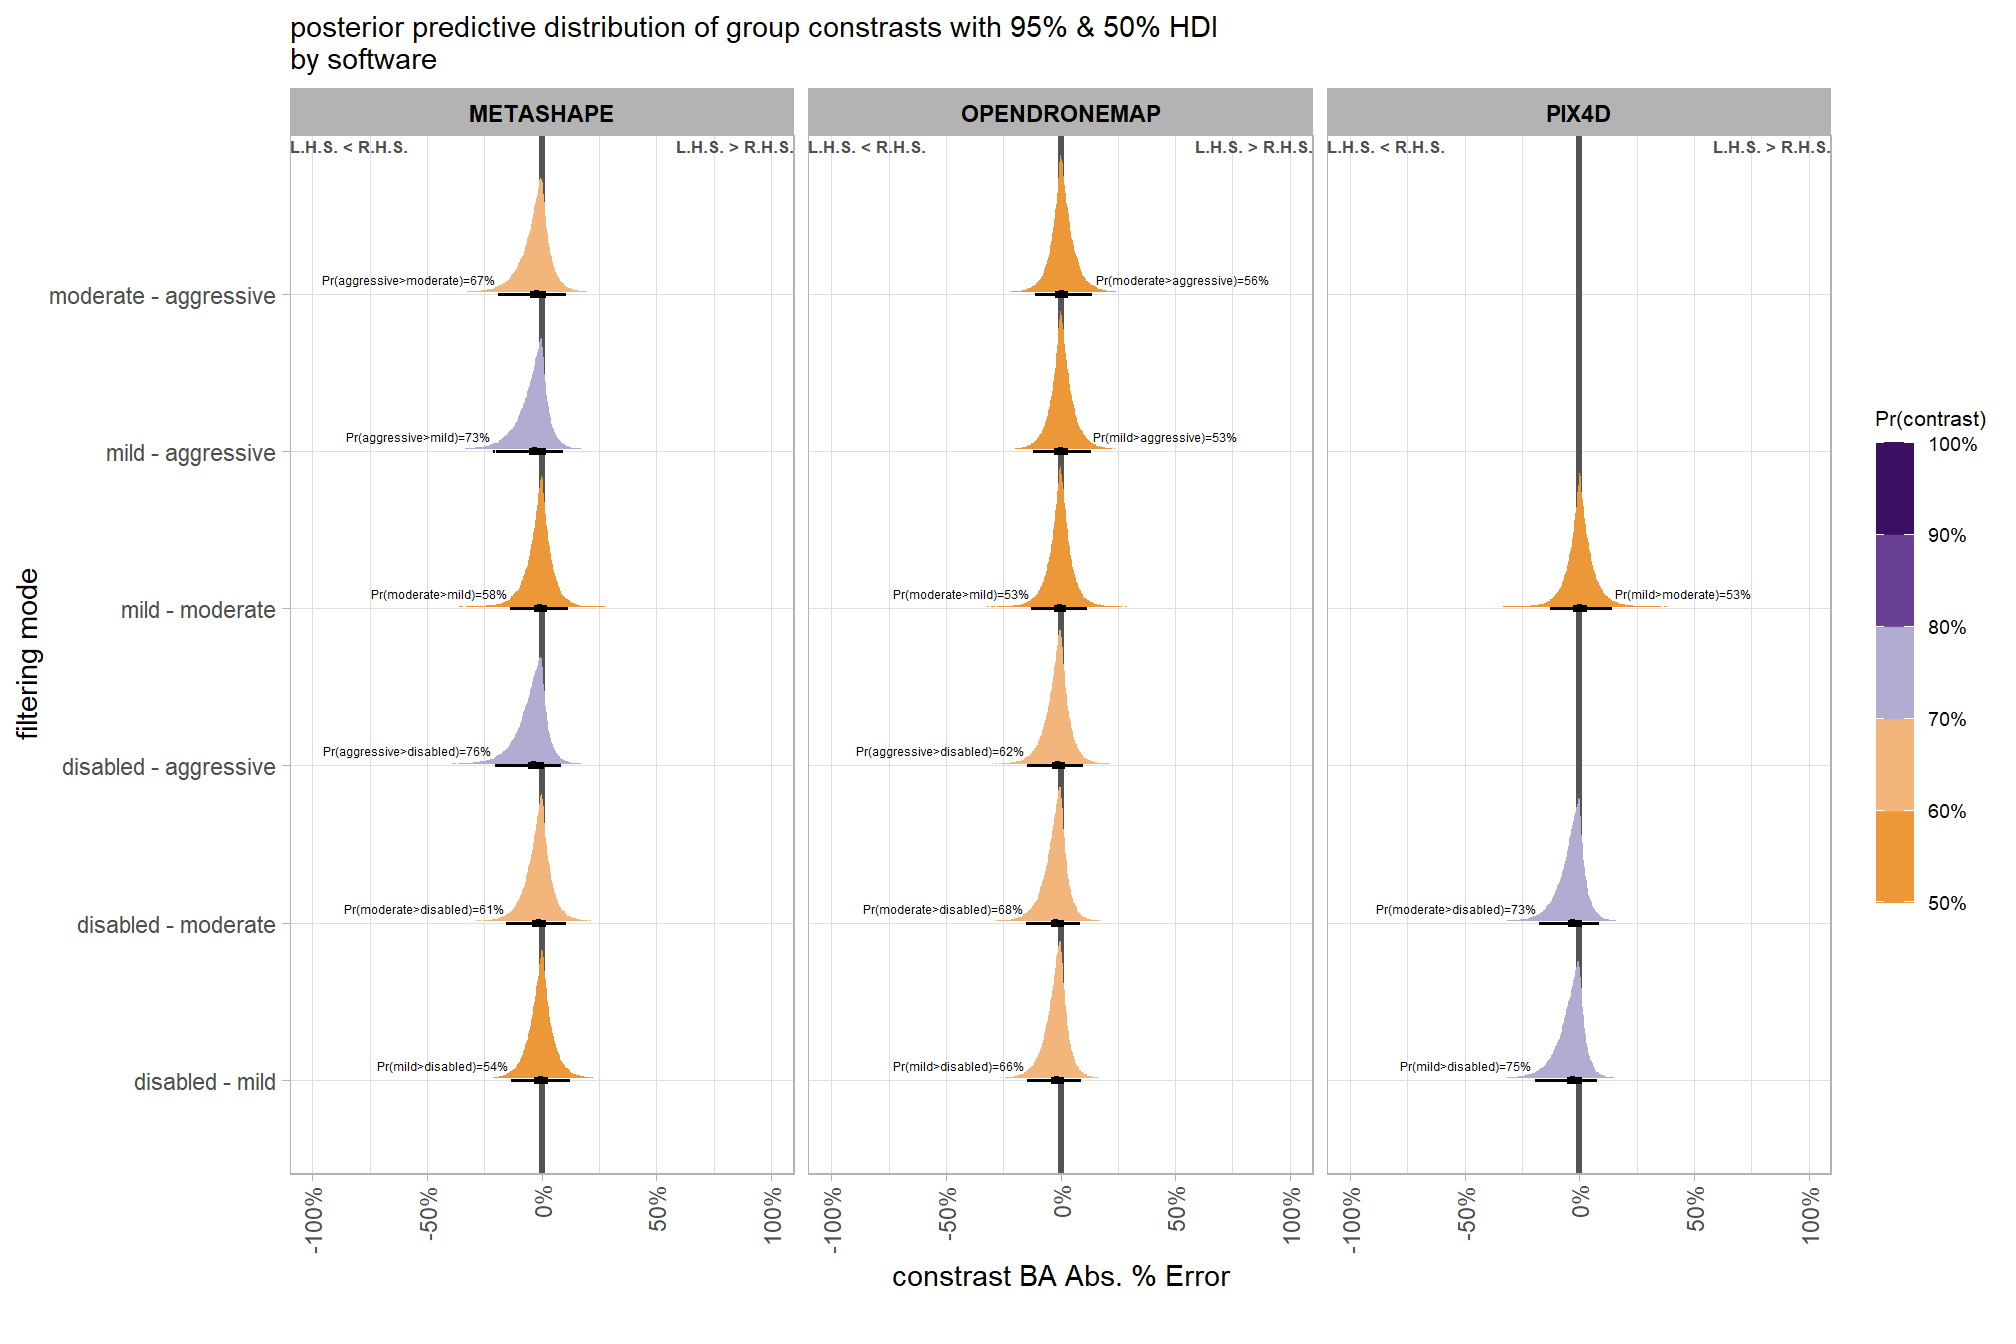 posterior predictive distribution of group constrasts with 95% & 50% HDI
by software
METASHAPE
OPENDRONEMAP
PIX4D
L.H.S. < R.H.S.
L.H.S. > R.H.S.
L.H.S. < R.H.S.
L.H.S. > R.H.S.
L.H.S. < R.H.S.
L.H.S. > R.H.S.
filtering mode
moderate - aggressive
Pr(aggressive>moderate)=67%
Pr(moderate>aggressive)=56%
mild - aggressive
Pr(aggressive>mild)=73%
Pr(mild>aggressive)=53%
mild - moderate
Pr(moderate>mild)=58%
Pr(moderate>mild)=53%
Pr(mild>moderate)=53%
disabled - aggressive
Pr(aggressive>disabled)=76%
Pr(aggressive>disabled)=62%
disabled - moderate
Pr(moderate>disabled)=61%
Pr(moderate>disabled)=68%
Pr(moderate>disabled)=73%
disabled - mild
Pr(mild>disabled)=54%
Pr(mild>disabled)=66%
Pr(mild>disabled)=75%
-100%
-50%
0%
50%
100%
-100%
-50%
0%
50%
100%
-100%
-50%
0%
50%
100%
constrast BA Abs. % Error
Pr(contrast)
100%
90%
80%
70%
60%
50%